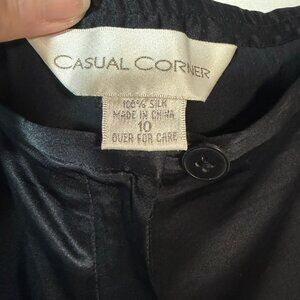 CASUAL CORNER
100% SILK
MADE IN CHINA
10
OVER FOR CARE